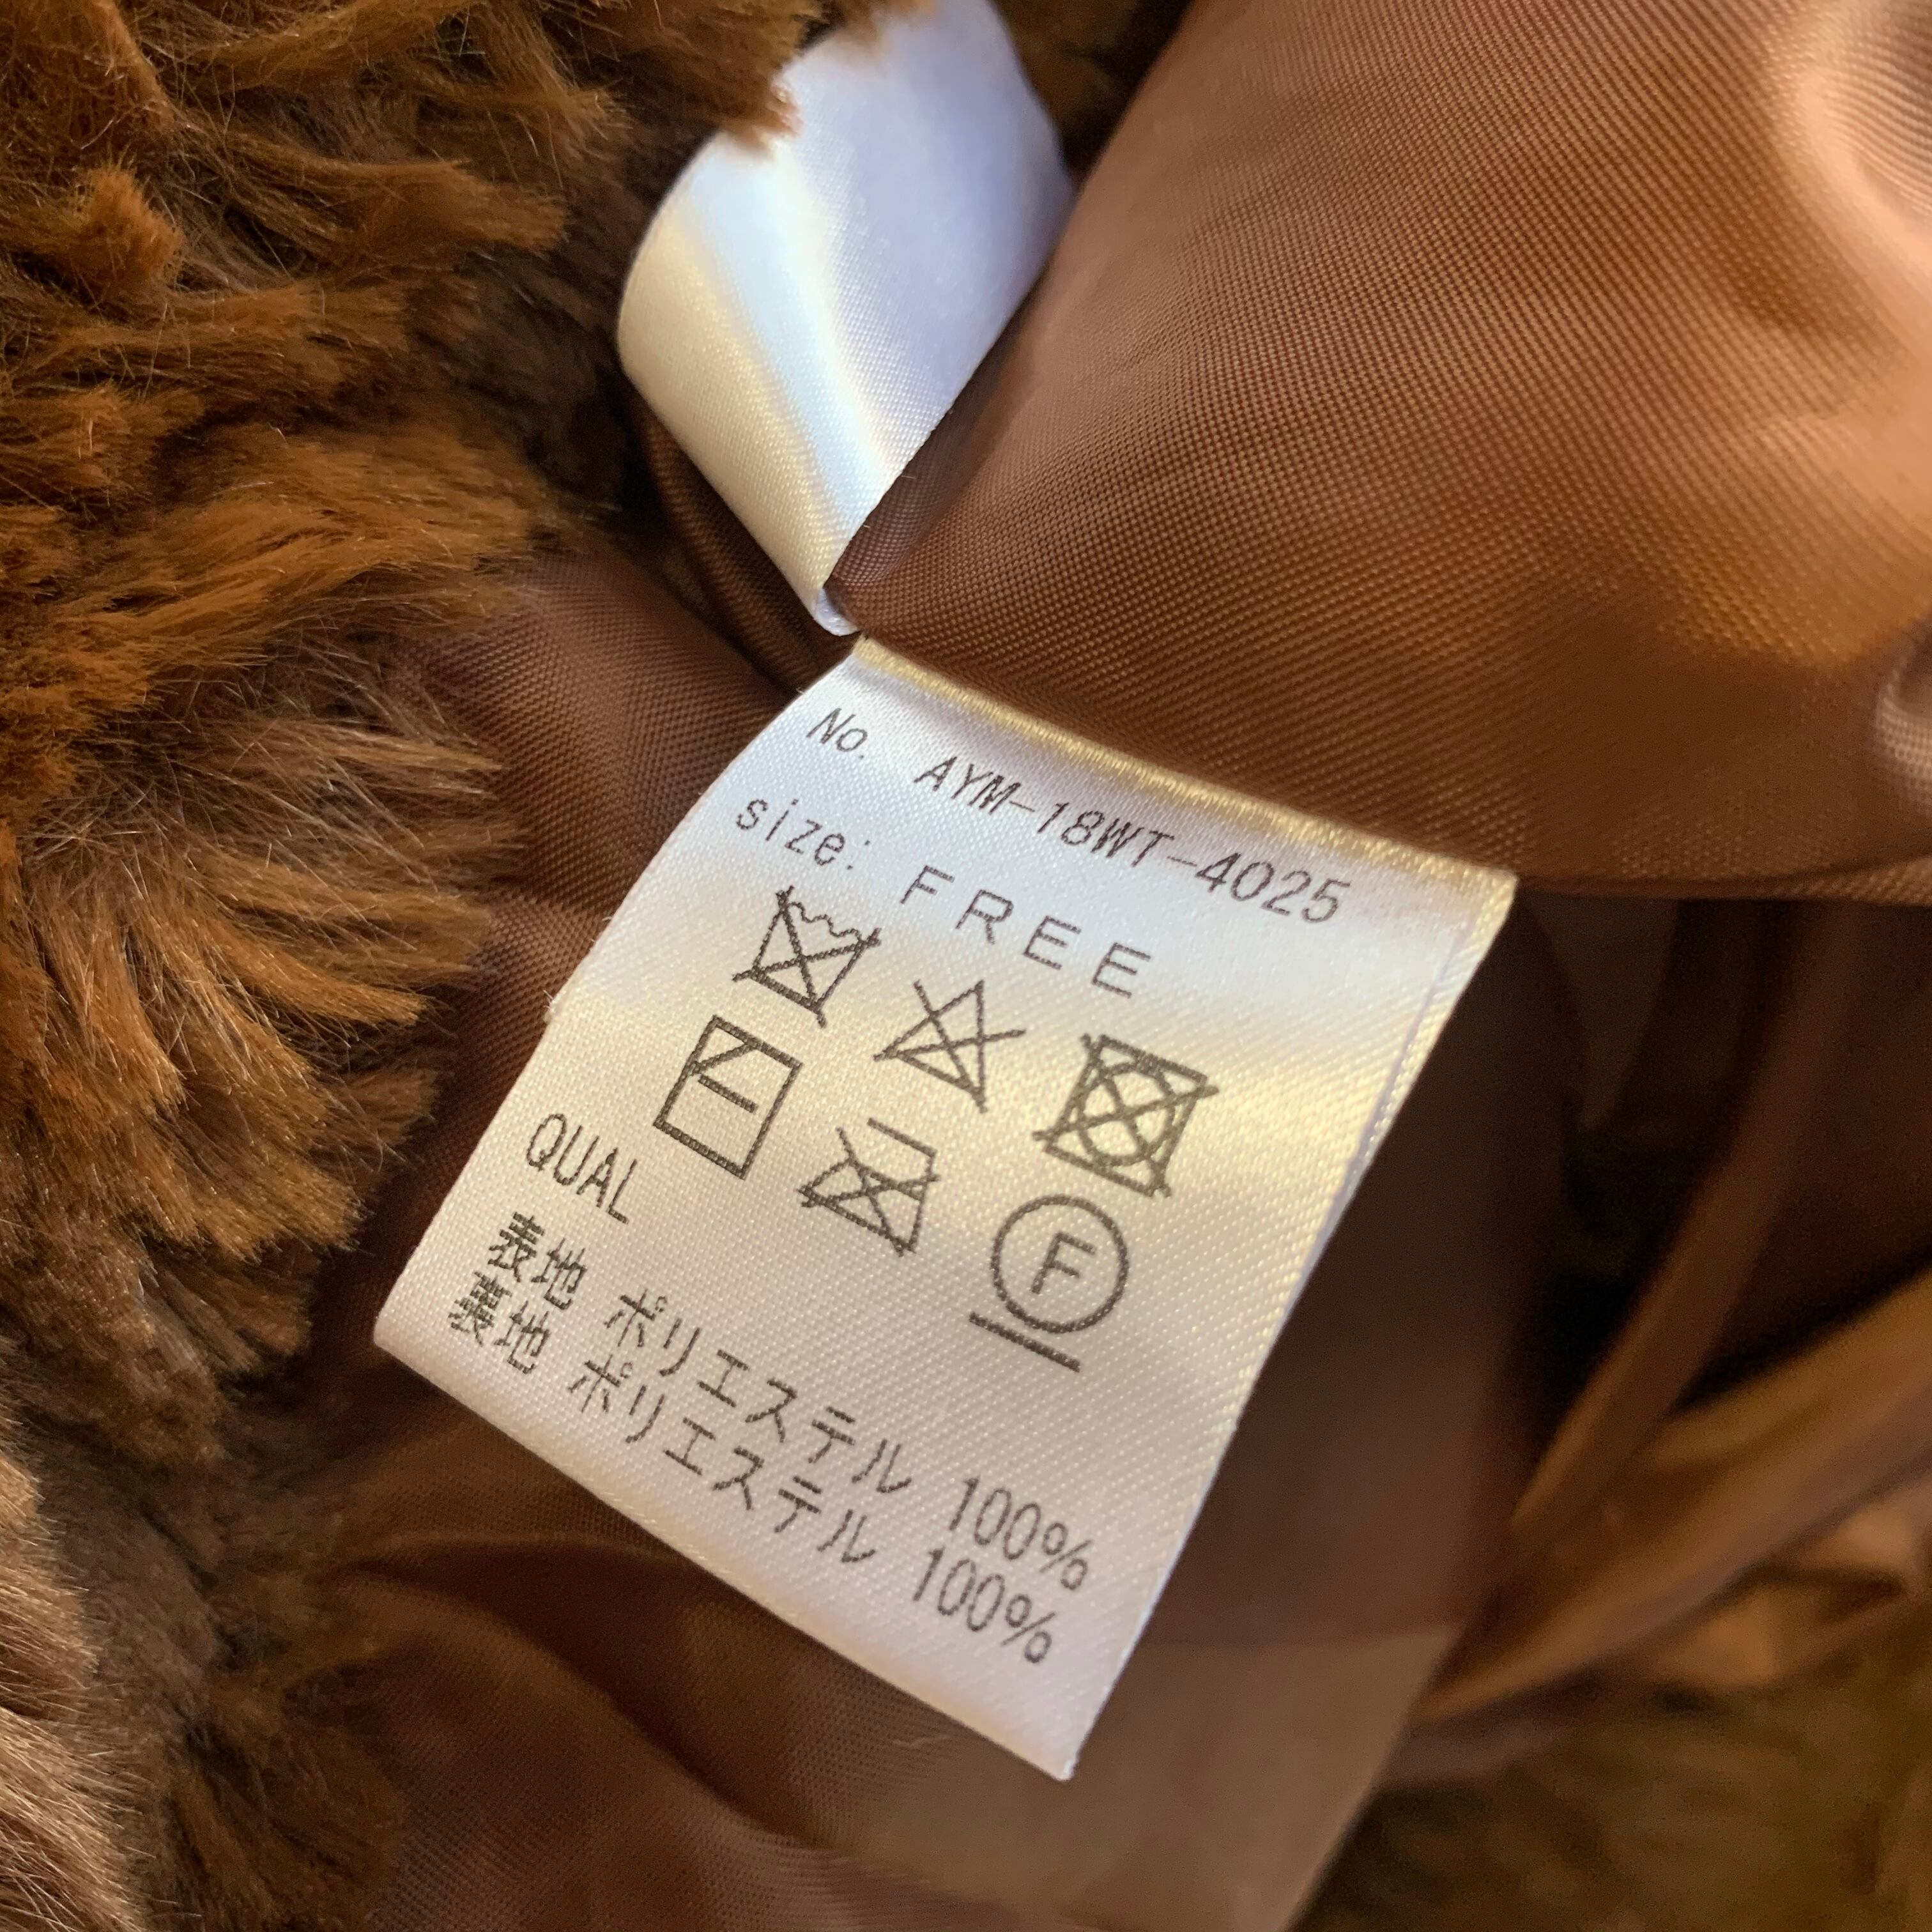 No. AYM-18WT-4025
size: FREE
F
QUAL
表地 ポリエステル 100%
裏地 ポリエステル 100%